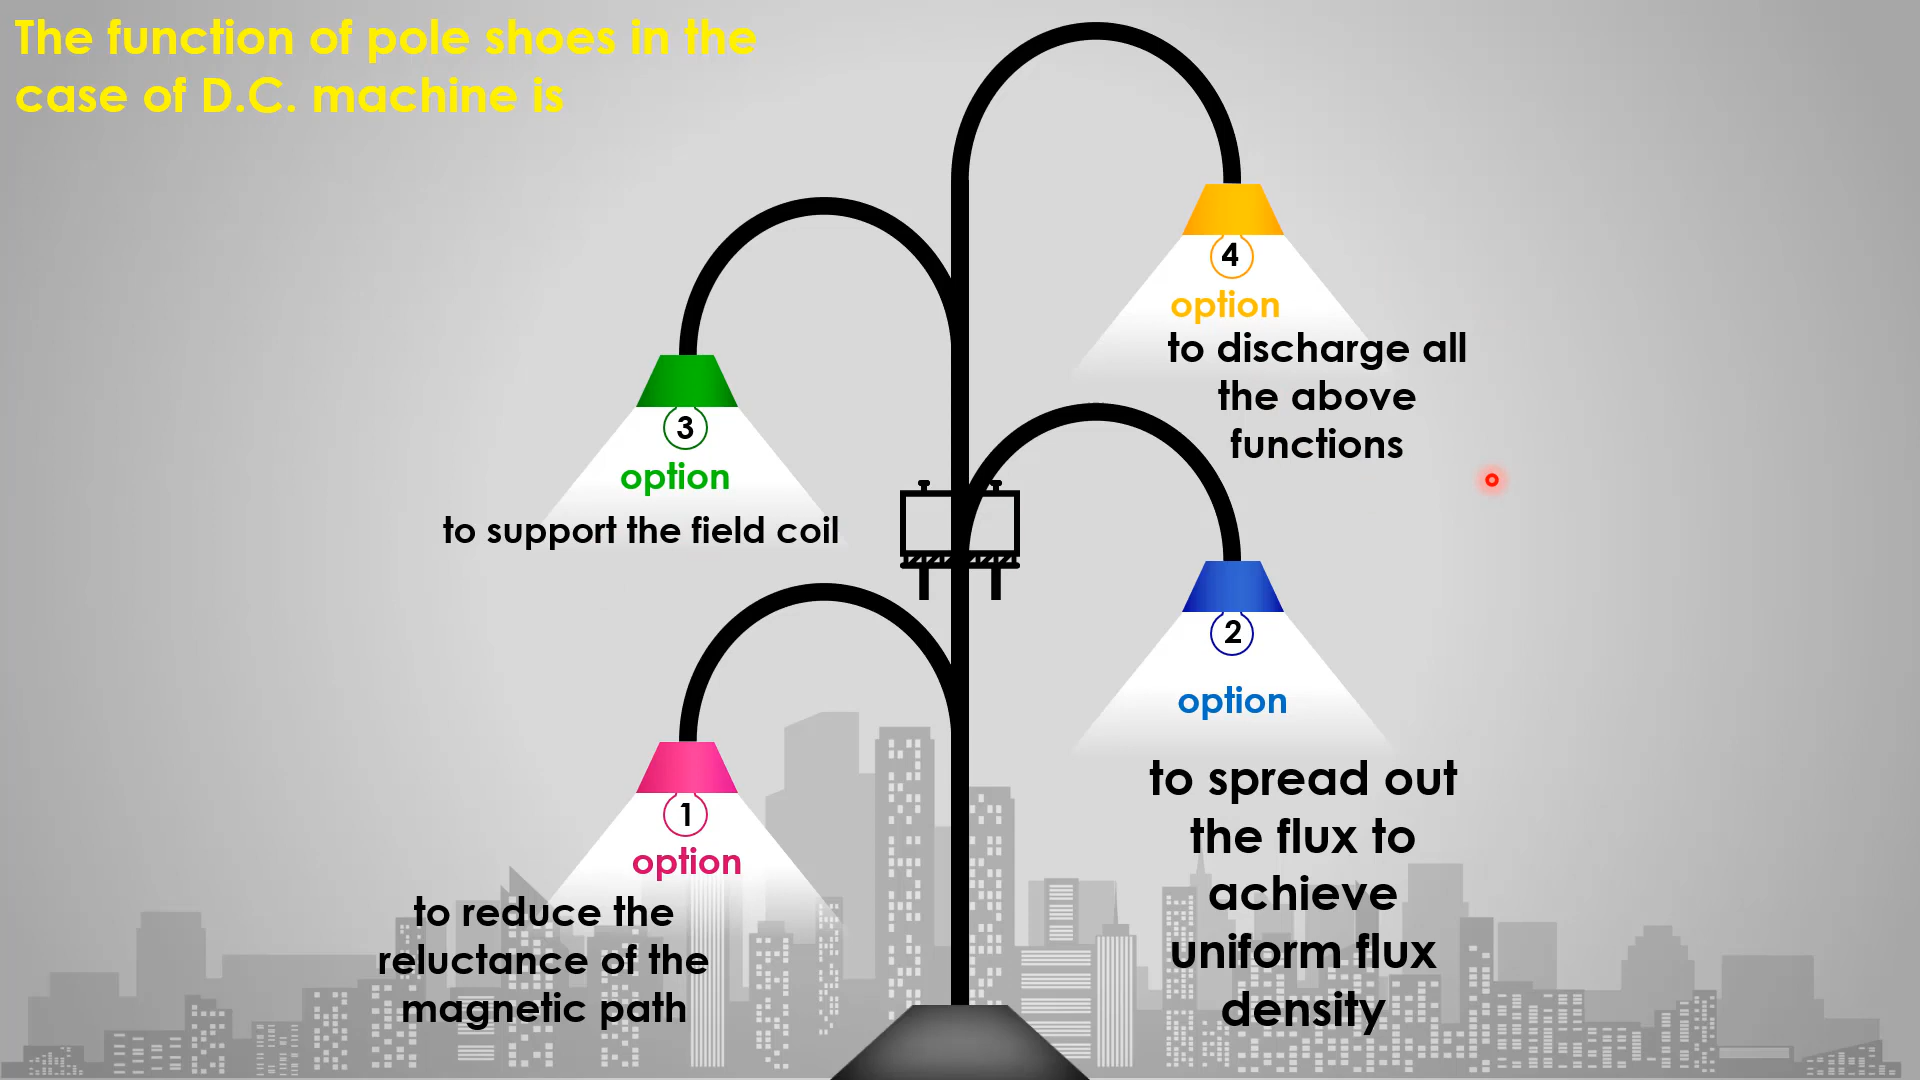 The function of pole shoes in the
case of D.C. machine is
4
option
to discharge all
the above
functions
3
option
to support the field coil
2
option
to spread out
the flux to
achieve
uniform flux
density
1
option
to reduce the
reluctance of the
magnetic path